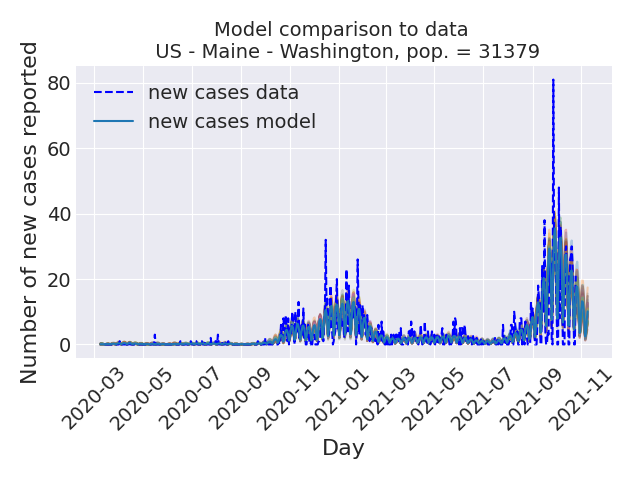 Model comparison to data
US - Maine - Washington, pop. = 31379
Number of new cases reported
80
60
40
20
0
new cases data
new cases model
2020-03
2020-05
2020-07
2020-09
2020-11
2021-01
2021-03
2021-05
2021-07
2021-09
2021-11
Day